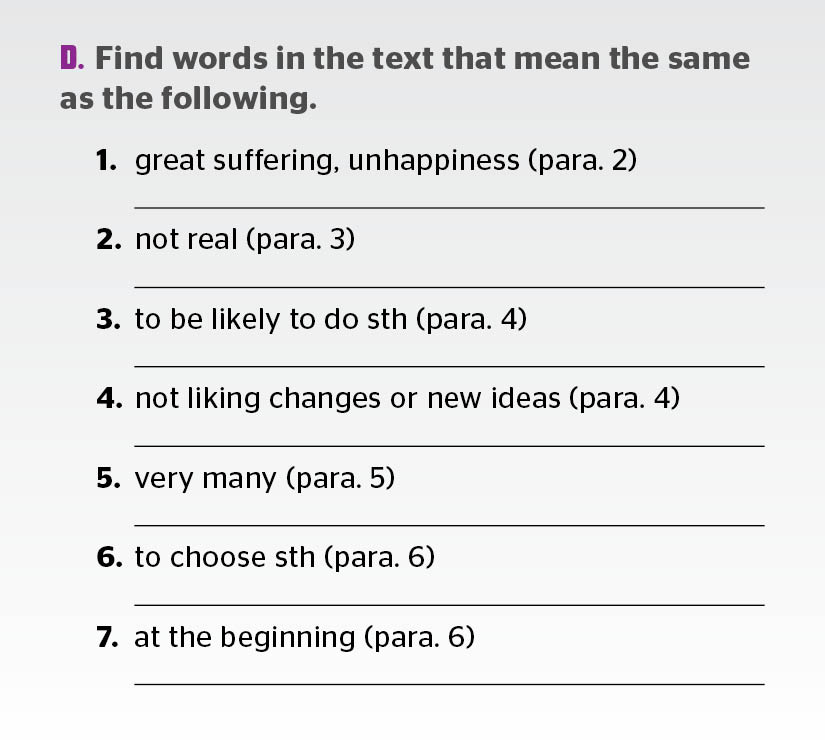 D. Find words in the text that mean the same
as the following.
1. great suffering, unhappiness (para. 2)
2. not real (para. 3)
3. to be likely to do sth (para. 4)
4. not liking changes or new ideas (para. 4)
5. very many (para. 5)
6. to choose sth (para. 6)
7. at the beginning (para. 6)